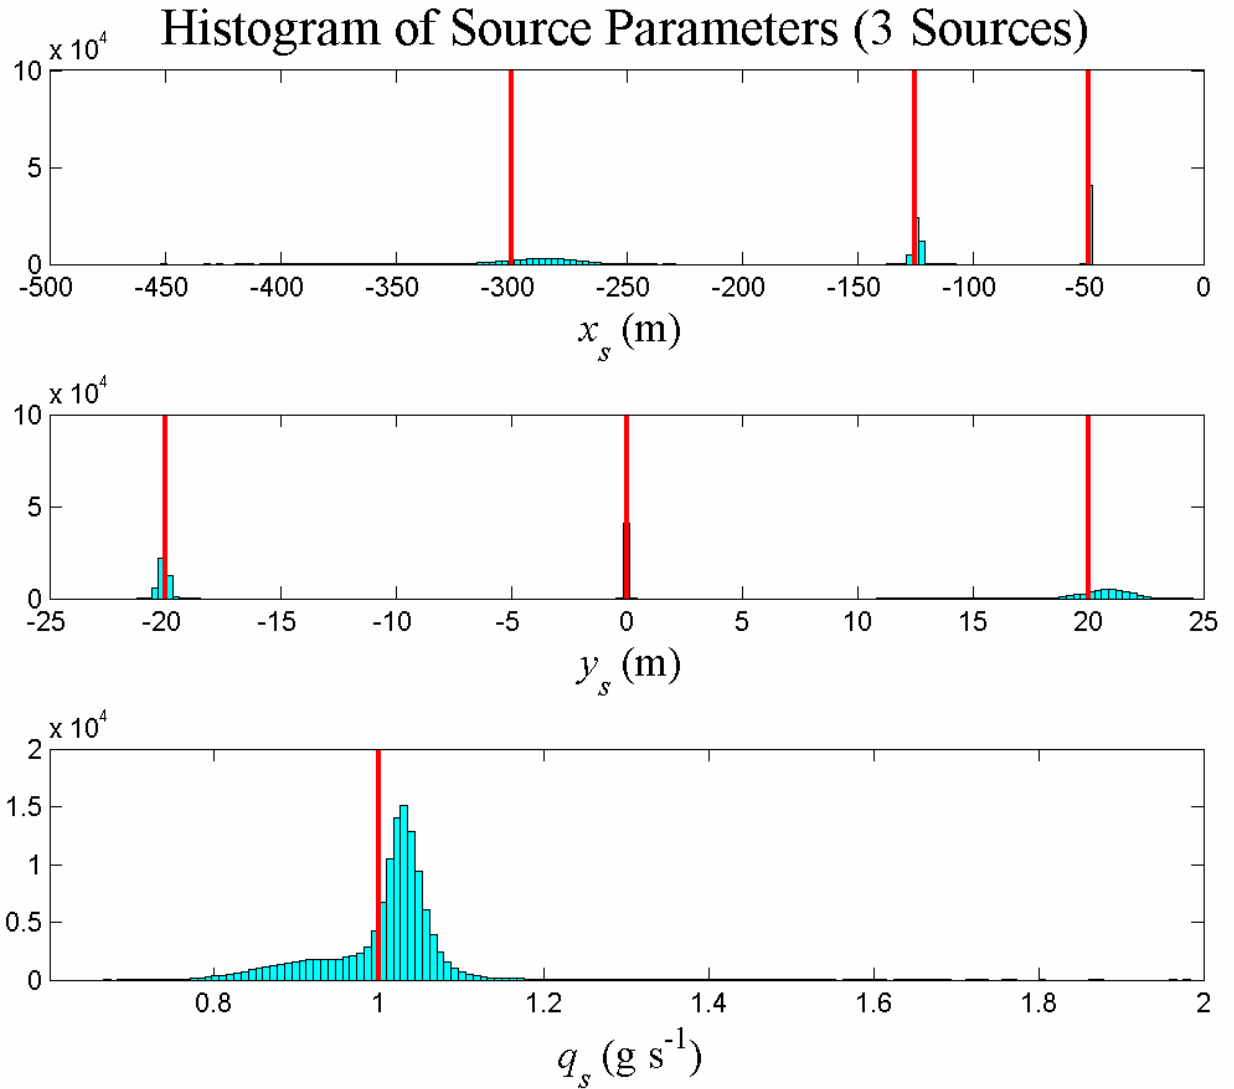 Histogram of Source Parameters (3 Sources)
x 10^4
10
5
0
-500 -450 -400 -350 -300 -250 -200 -150 -100 -50 0
x_s (m)
x 10^4
10
5
0
-25 -20 -15 -10 -5 0 5 10 15 20 25
y_s (m)
x 10^4
2
1.5
1
0.5
0
0.8 1 1.2 1.4 1.6 1.8 2
q_s (g s^-1)